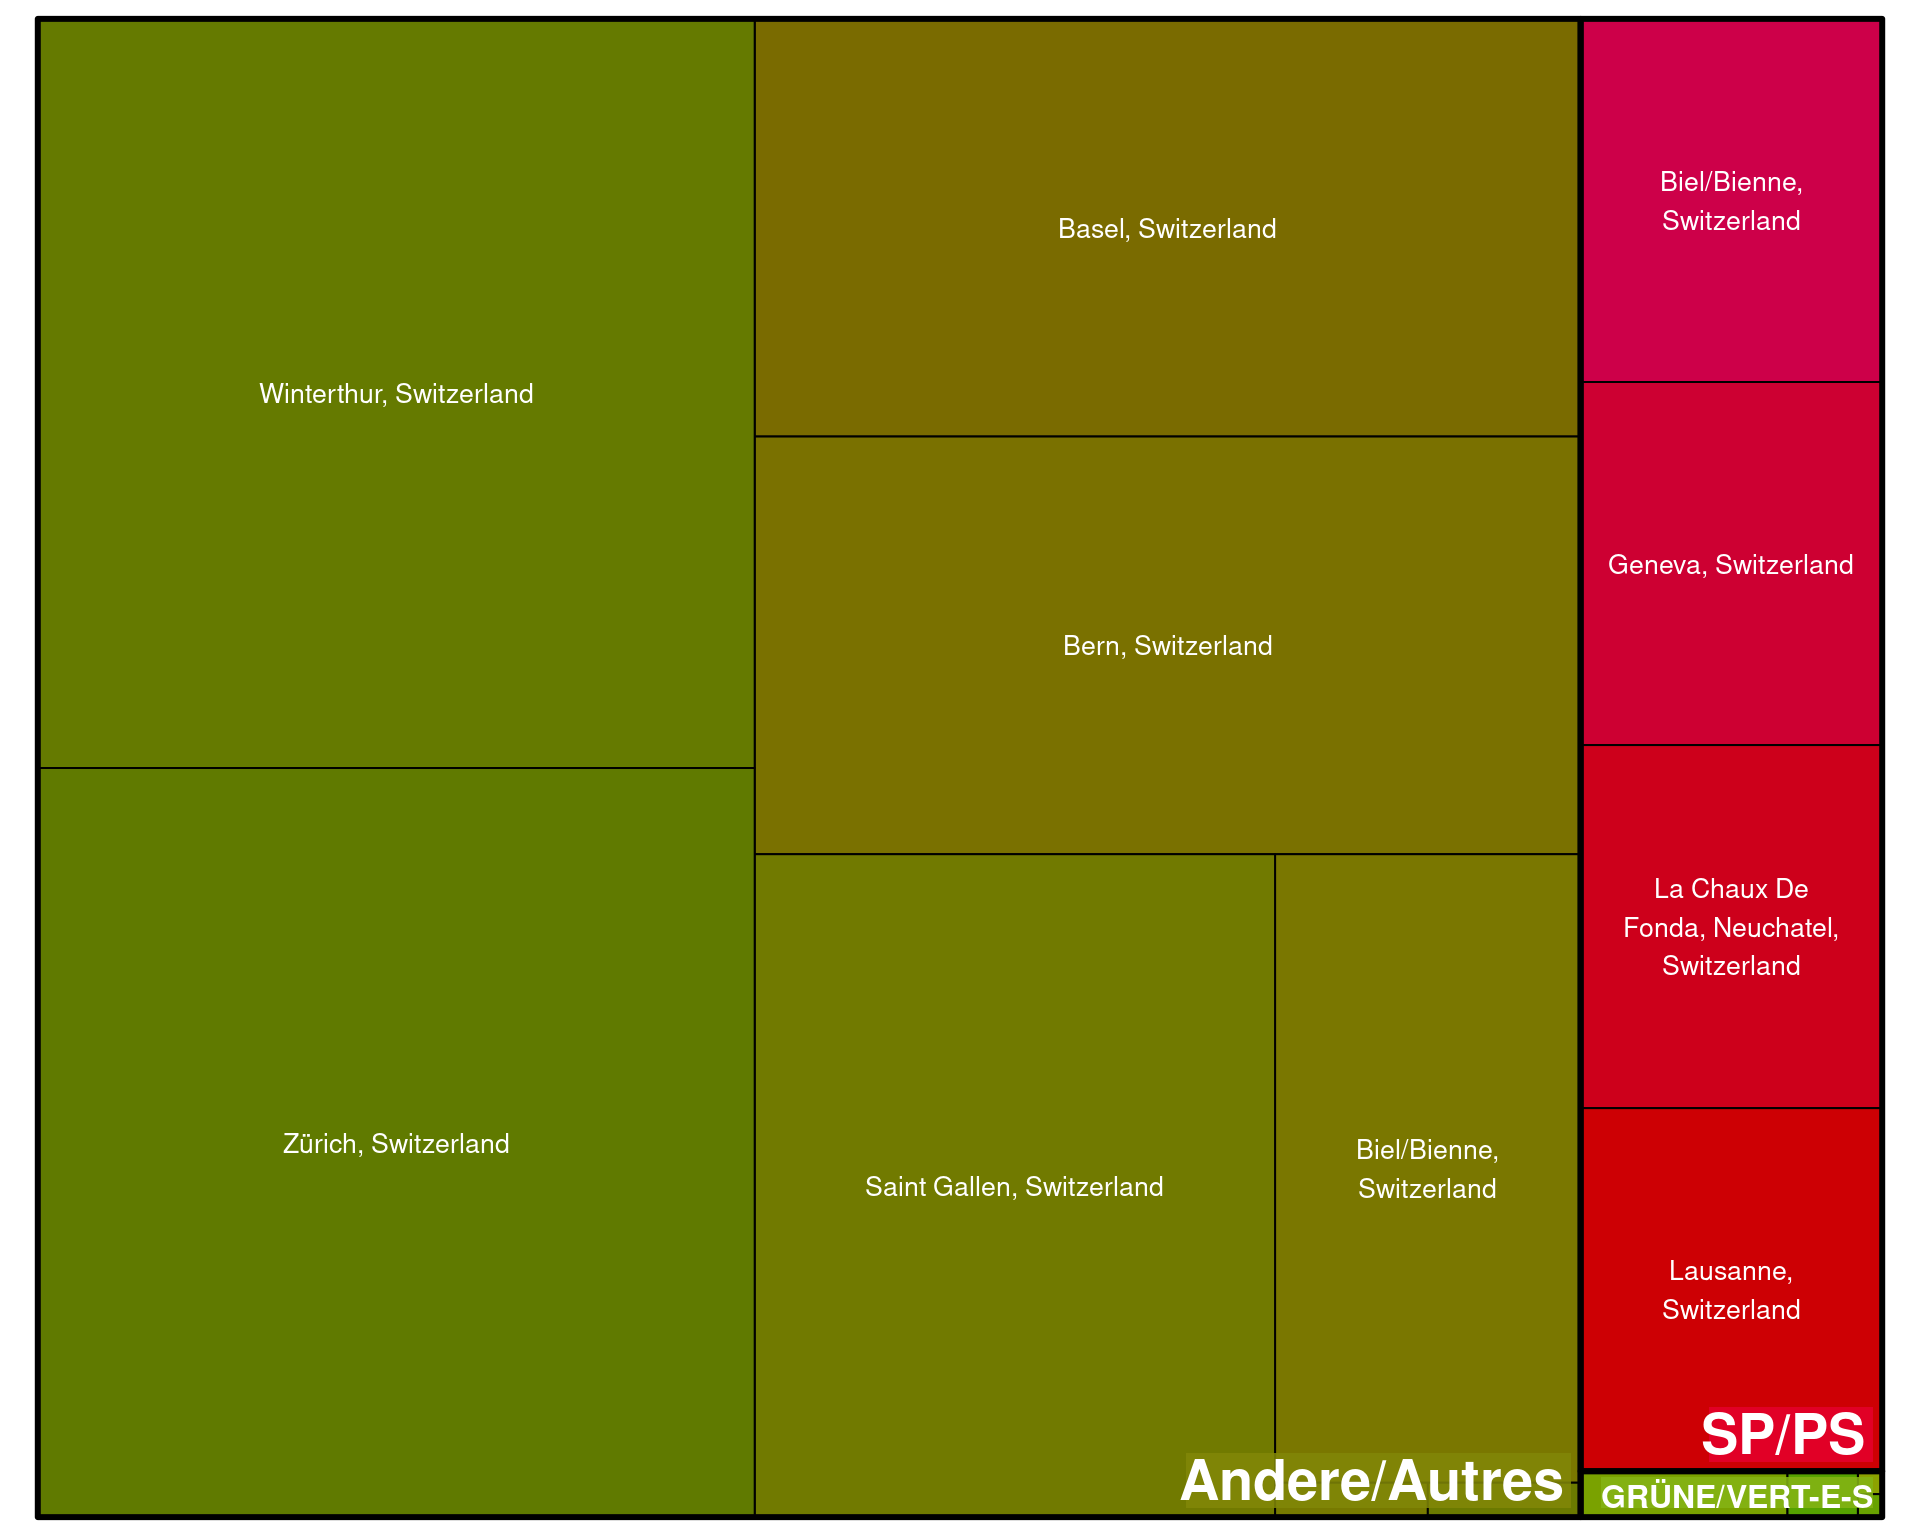 Winterthur, Switzerland
Zürich, Switzerland
Basel, Switzerland
Bern, Switzerland
Saint Gallen, Switzerland
Biel/Bienne,
Switzerland
Andere/Autres
Biel/Bienne,
Switzerland
Geneva, Switzerland
La Chaux De
Fonda, Neuchatel,
Switzerland
Lausanne,
Switzerland
SP/PS
GRÜNE/VERT-E-S